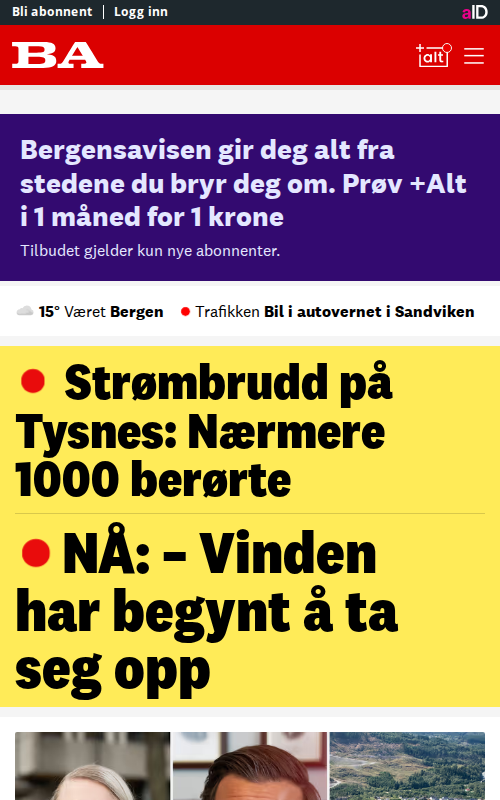 Bli abonnent | Logg inn
aID
BA
+alt
Bergensavisen gir deg alt fra
stedene du bryr deg om. Prøv +Alt
i 1 måned for 1 krone
Tilbudet gjelder kun nye abonnenter.
15° Været Bergen
Trafikken Bil i autovernet i Sandviken
Strømbrudd på
Tysnes: Nærmere
1000 berørte
NÅ: – Vinden
har begynt å ta
seg opp